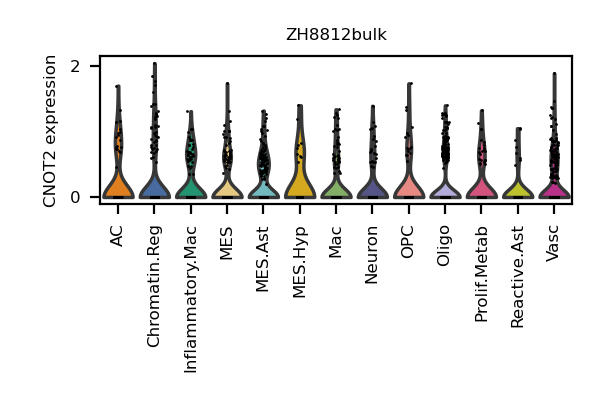 ZH8812bulk
CNOT2 expression
2
0
AC
Chromatin.Reg
Inflammatory.Mac
MES
MES.Ast
MES.Hyp
Mac
Neuron
OPC
Oligo
Prolif.Metab
Reactive.Ast
Vasc